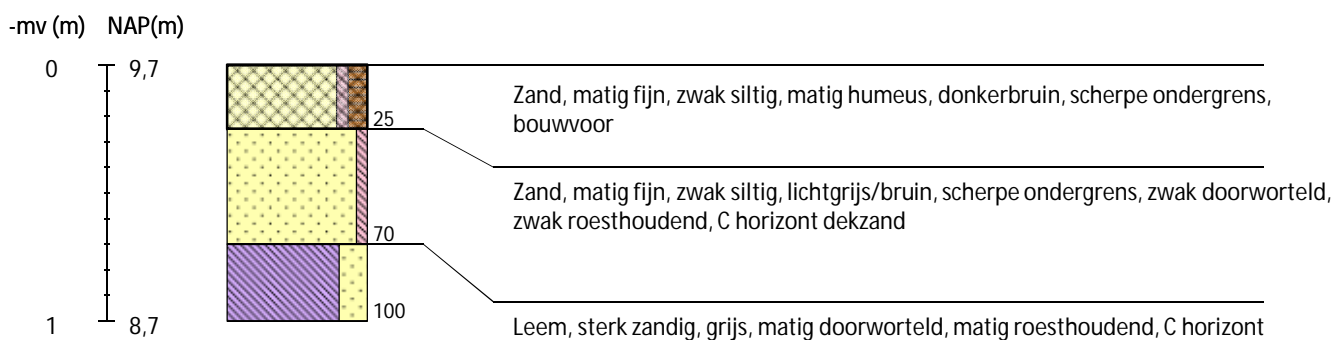 -mv (m) NAP(m)
0 9,7
Zand, matig fijn, zwak siltig, matig humeus, donkerbruin, scherpe ondergrens,
bouwvoor
25
Zand, matig fijn, zwak siltig, lichtgrijs/bruin, scherpe ondergrens, zwak doorworteld,
zwak roesthoudend, C horizont dekzand
70
100
1 8,7
Leem, sterk zandig, grijs, matig doorworteld, matig roesthoudend, C horizont